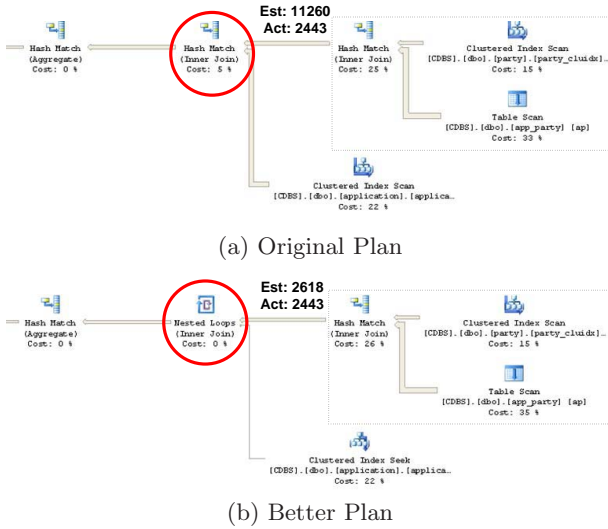 Est: 11260
Act: 2443
Hash Match
(Aggregate)
Cost: 0 %
Hash Match
(Inner Join)
Cost: 5 %
Hash Match
(Inner Join)
Cost: 25 %
Clustered Index Scan
[CDBS].[dbo].[party].[party_cluidx]…
Cost: 15 %
Table Scan
[CDBS].[dbo].[app_party] [ap]
Cost: 33 %
Clustered Index Scan
[CDBS].[dbo].[application].[applica…
Cost: 22 %
(a) Original Plan
Est: 2618
Act: 2443
Hash Match
(Aggregate)
Cost: 0 %
Nested Loops
(Inner Join)
Cost: 0 %
Hash Match
(Inner Join)
Cost: 26 %
Clustered Index Scan
[CDBS].[dbo].[party].[party_cluidx]…
Cost: 15 %
Table Scan
[CDBS].[dbo].[app_party] [ap]
Cost: 35 %
Clustered Index Seek
[CDBS].[dbo].[application].[applica…
Cost: 22 %
(b) Better Plan